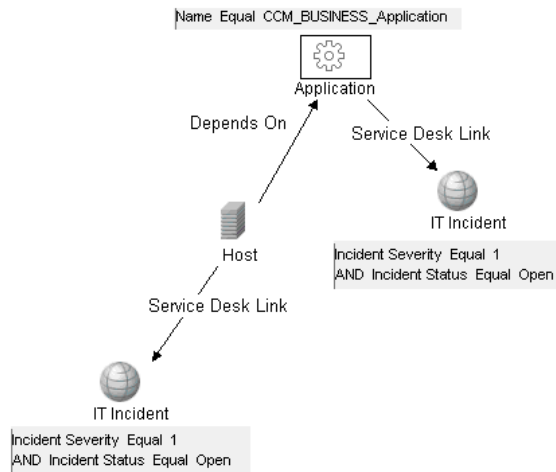 Name Equal CCM_BUSINESS_Application
Application
Depends On
Service Desk Link
IT Incident
Incident Severity Equal 1
AND Incident Status Equal Open
Host
Service Desk Link
IT Incident
Incident Severity Equal 1
AND Incident Status Equal Open